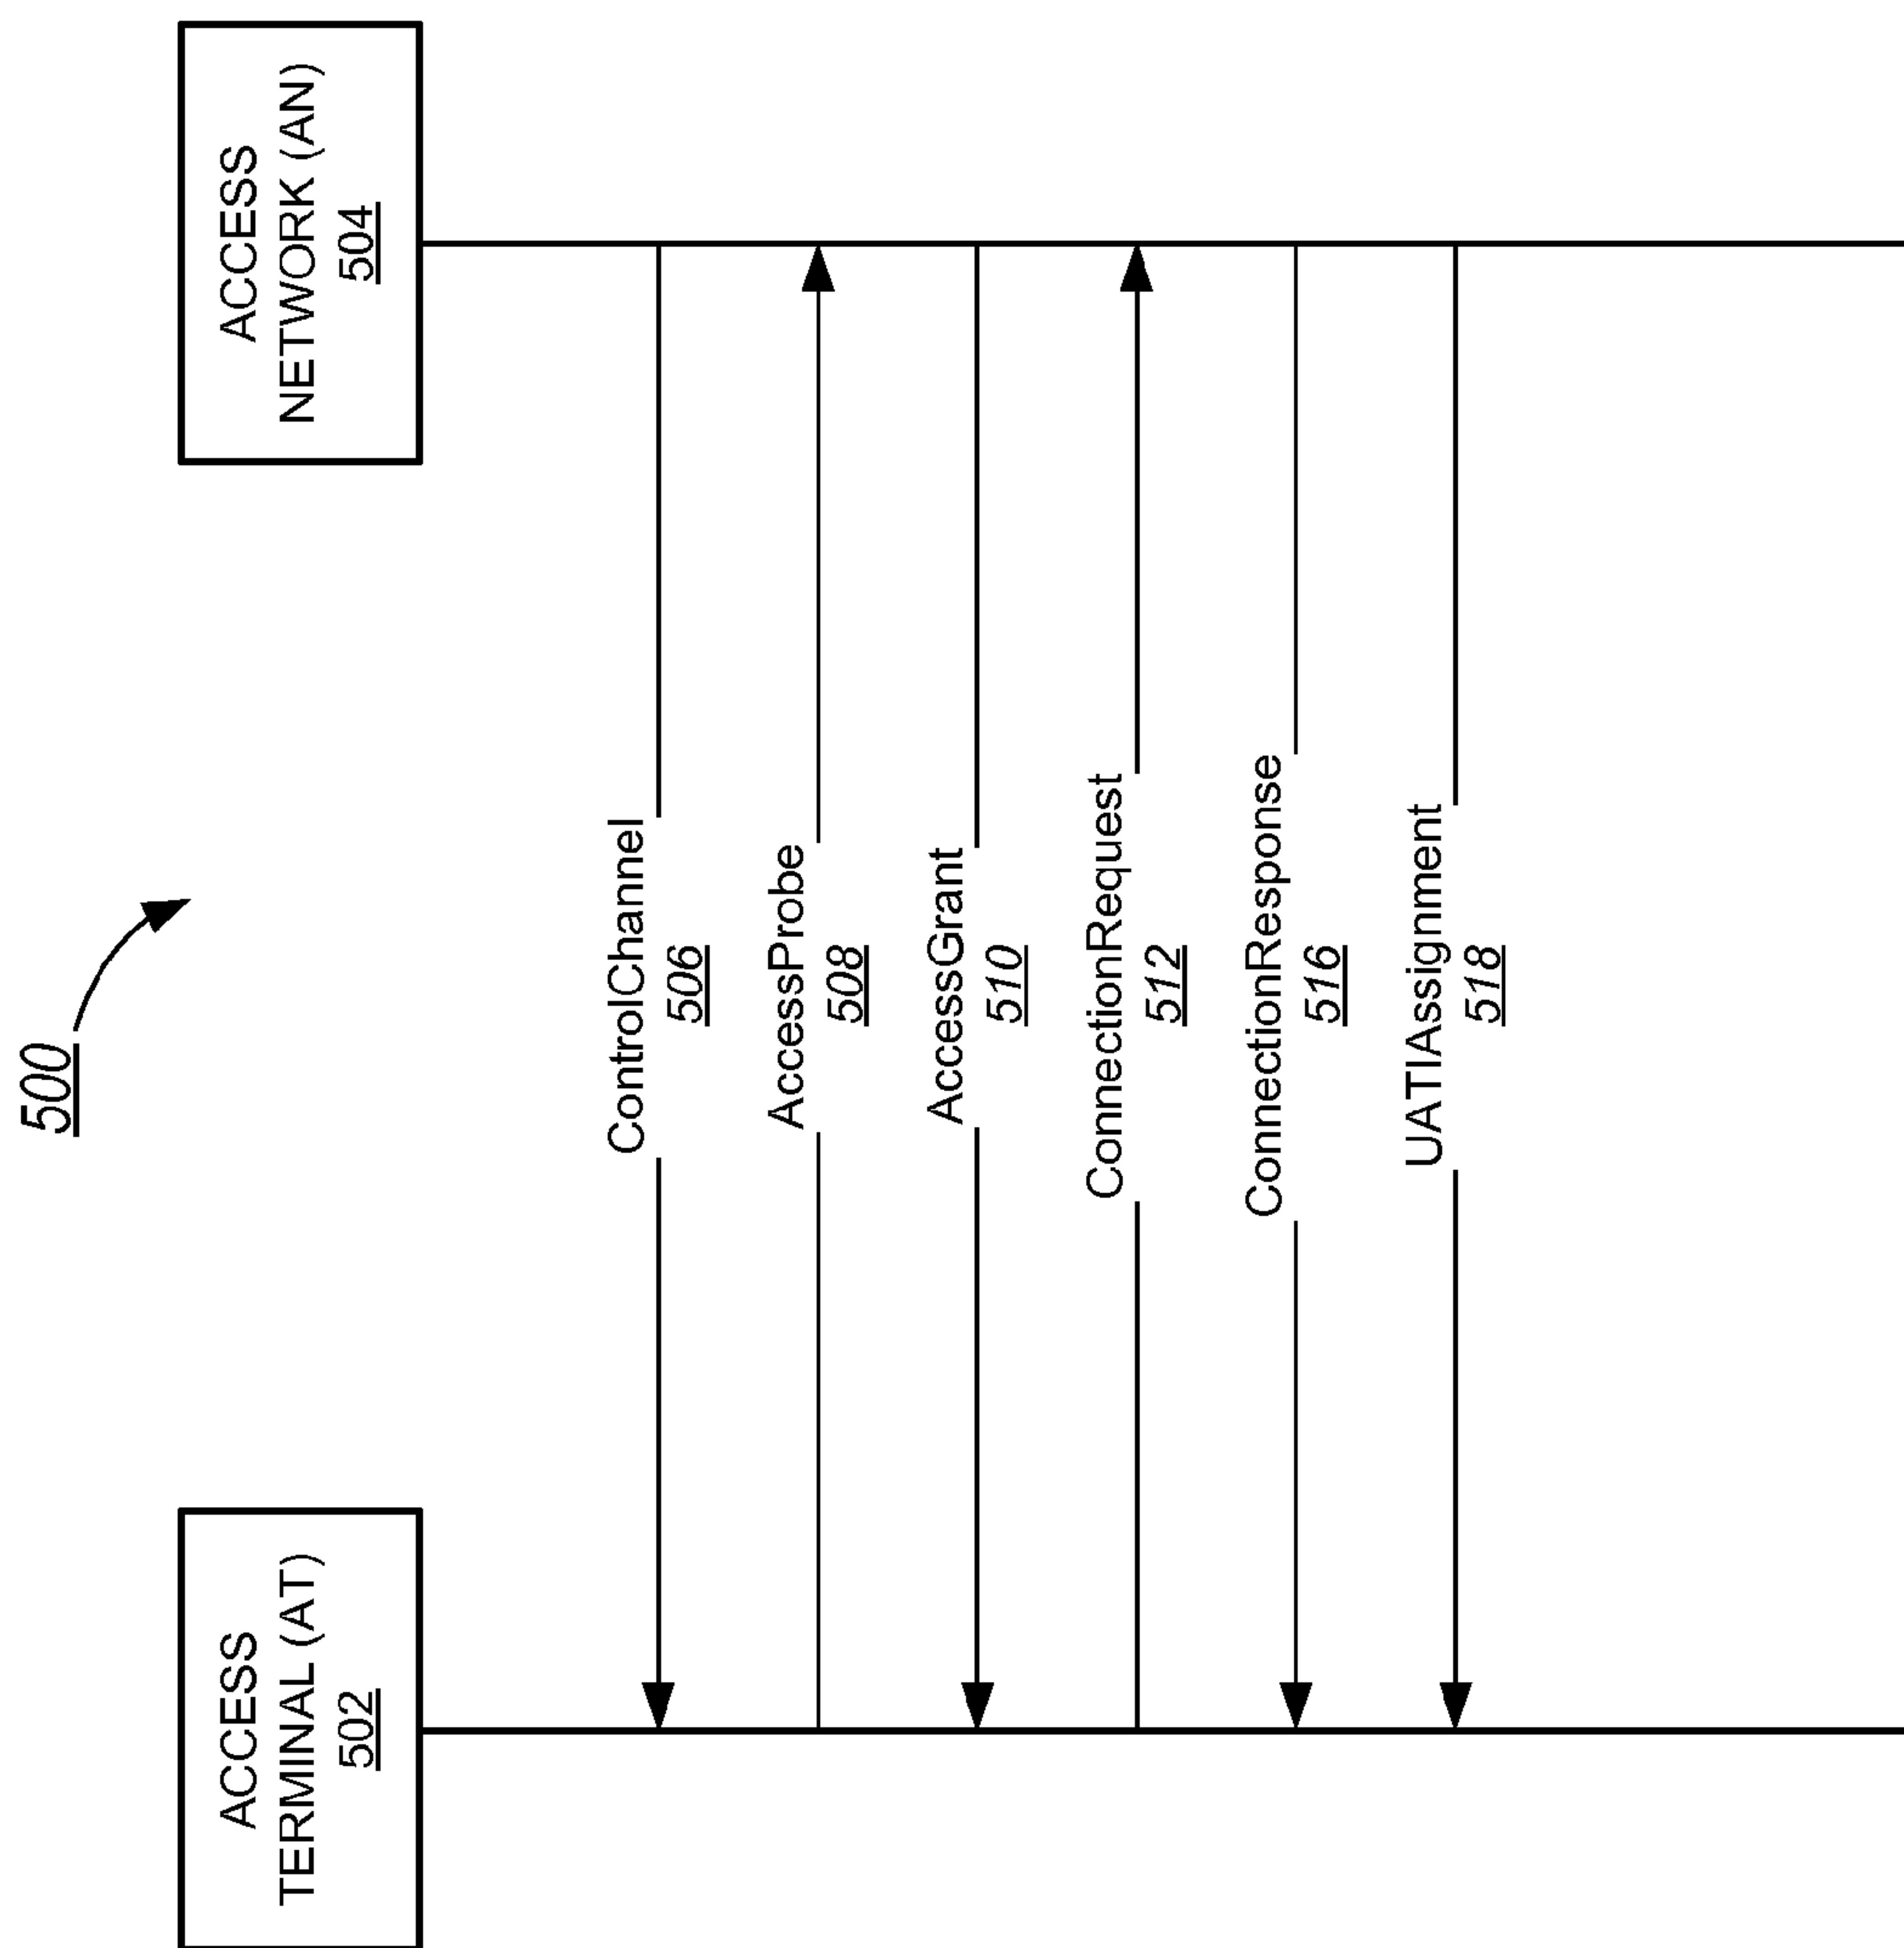 500
ACCESS
TERMINAL (AT)
502
ACCESS
NETWORK (AN)
504
ControlChannel
506
AccessProbe
508
AccessGrant
510
ConnectionRequest
512
ConnectionResponse
516
UATIAssignment
518